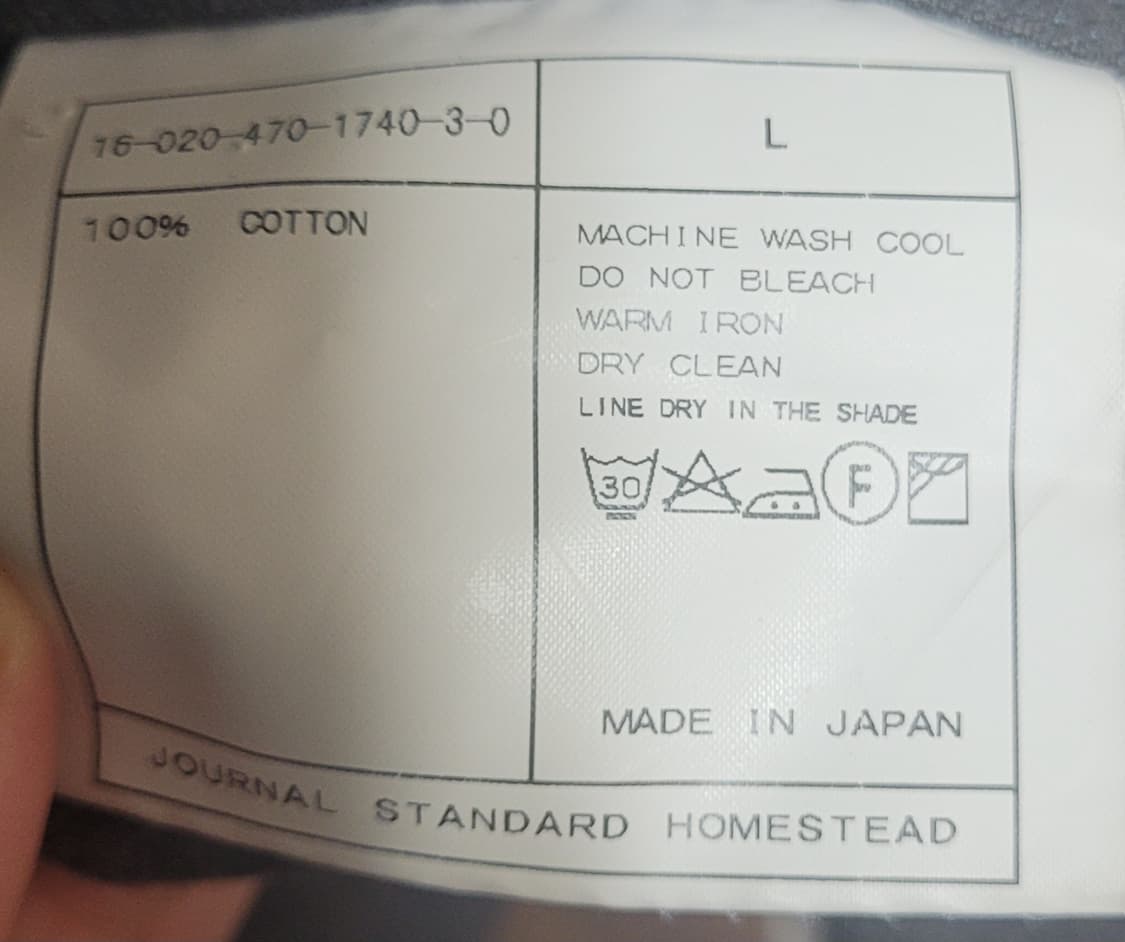 16-020-470-1740-3-0
L
100% COTTON
MACHINE WASH COOL
DO NOT BLEACH
WARM IRON
DRY CLEAN
LINE DRY IN THE SHADE
30
F
MADE IN JAPAN
JOURNAL STANDARD HOMESTEAD